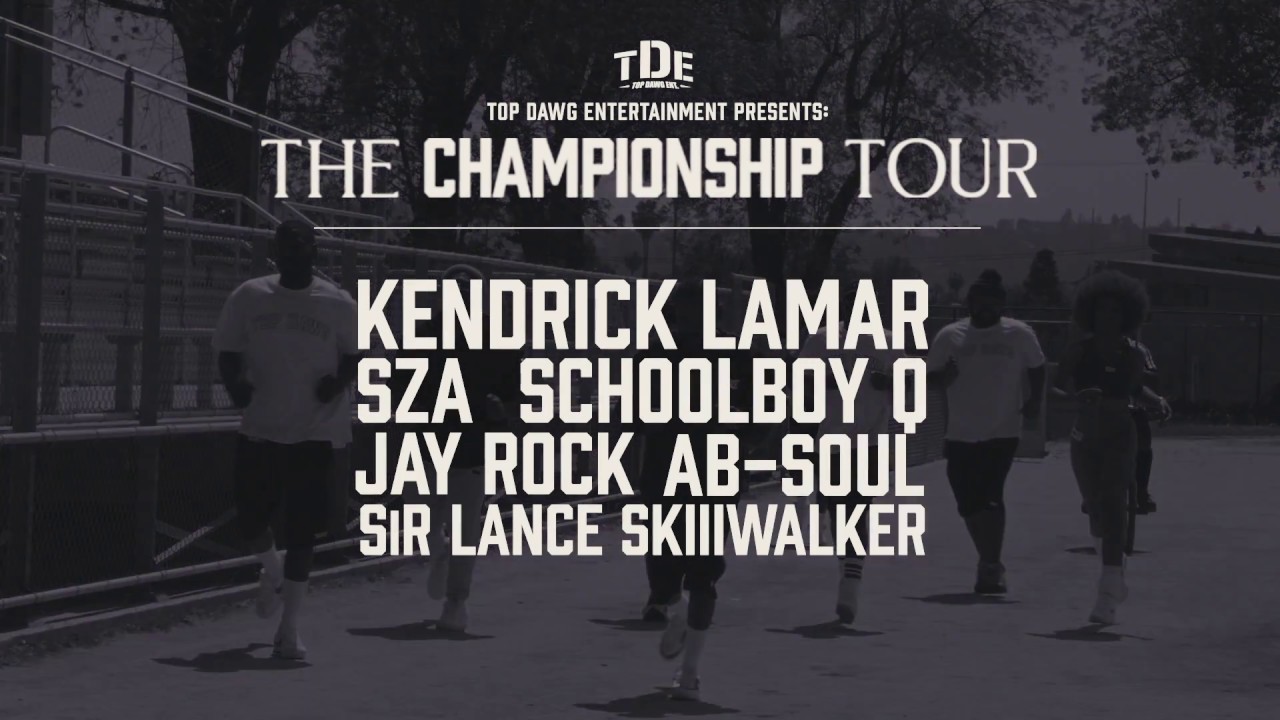 TDE
TOP DAWG ENT.
TOP DAWG ENTERTAINMENT PRESENTS:
THE CHAMPIONSHIP TOUR
KENDRICK LAMAR
SZA SCHOOLBOY Q
JAY ROCK AB-SOUL
SiR LANCE SKIIIWALKER